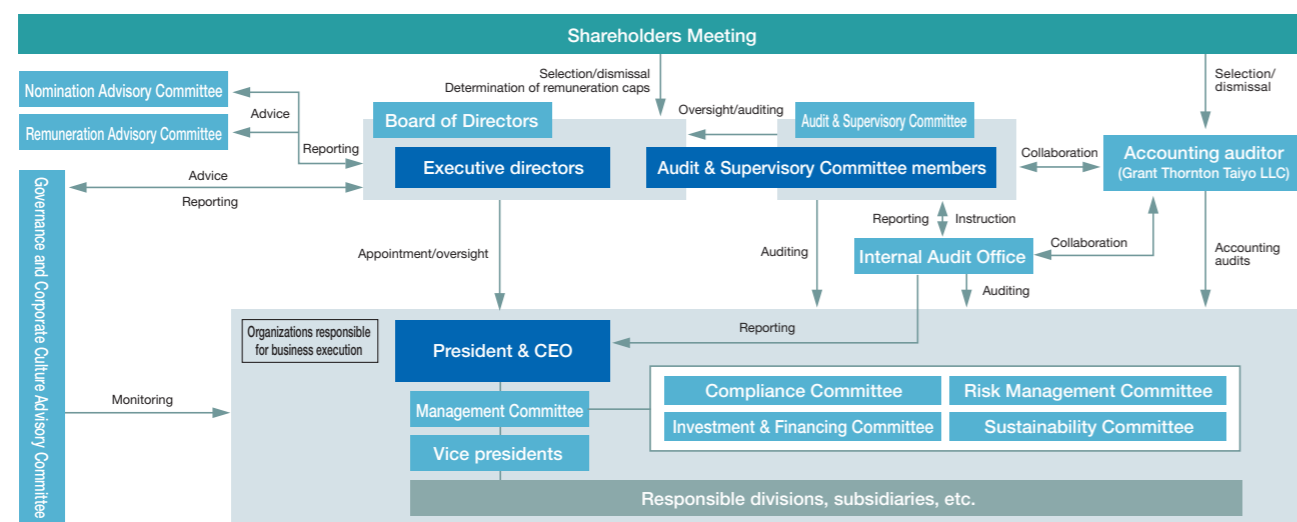 Shareholders Meeting
Selection/dismissal
Determination of remuneration caps
Selection/
dismissal
Nomination Advisory Committee
Remuneration Advisory Committee
Advice
Reporting
Board of Directors
Executive directors
Oversight/auditing
Audit & Supervisory Committee
Audit & Supervisory Committee members
Collaboration
Accounting auditor
(Grant Thornton Taiyo LLC)
Governance and Corporate Culture Advisory Committee
Advice
Reporting
Appointment/oversight
Auditing
Reporting
Instruction
Internal Audit Office
Collaboration
Accounting
audits
Auditing
Organizations responsible
for business execution
President & CEO
Reporting
Monitoring
Management Committee
Vice presidents
Compliance Committee
Risk Management Committee
Investment & Financing Committee
Sustainability Committee
Responsible divisions, subsidiaries, etc.